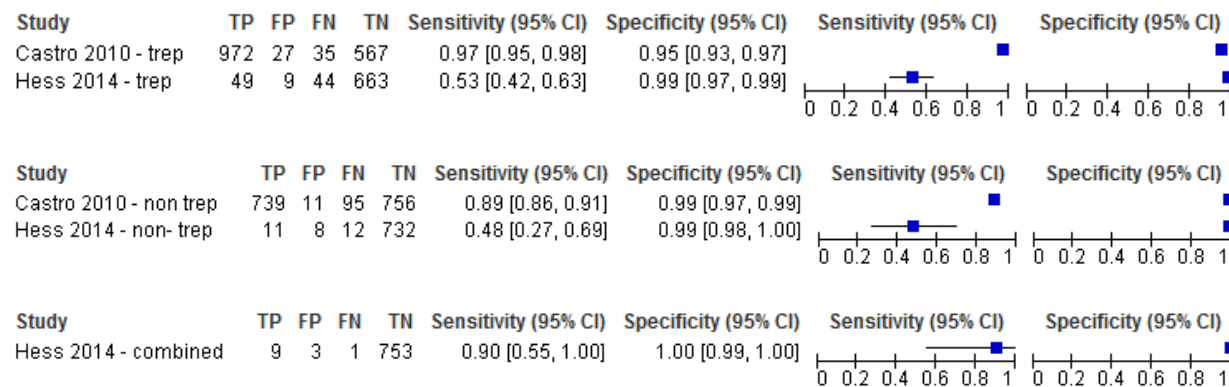 Study TP FP FN TN Sensitivity (95% CI) Specificity (95% CI) Sensitivity (95% CI) Specificity (95% CI)
Castro 2010 - trep 972 27 35 567 0.97 [0.95, 0.98] 0.95 [0.93, 0.97]
Hess 2014 - trep 49 9 44 663 0.53 [0.42, 0.63] 0.99 [0.97, 0.99]
0 0.2 0.4 0.6 0.8 1 0 0.2 0.4 0.6 0.8 1
Study TP FP FN TN Sensitivity (95% CI) Specificity (95% CI) Sensitivity (95% CI) Specificity (95% CI)
Castro 2010 - non trep 739 11 95 756 0.89 [0.86, 0.91] 0.99 [0.97, 0.99]
Hess 2014 - non- trep 11 8 12 732 0.48 [0.27, 0.69] 0.99 [0.98, 1.00]
0 0.2 0.4 0.6 0.8 1 0 0.2 0.4 0.6 0.8 1
Study TP FP FN TN Sensitivity (95% CI) Specificity (95% CI) Sensitivity (95% CI) Specificity (95% CI)
Hess 2014 - combined 9 3 1 753 0.90 [0.55, 1.00] 1.00 [0.99, 1.00]
0 0.2 0.4 0.6 0.8 1 0 0.2 0.4 0.6 0.8 1